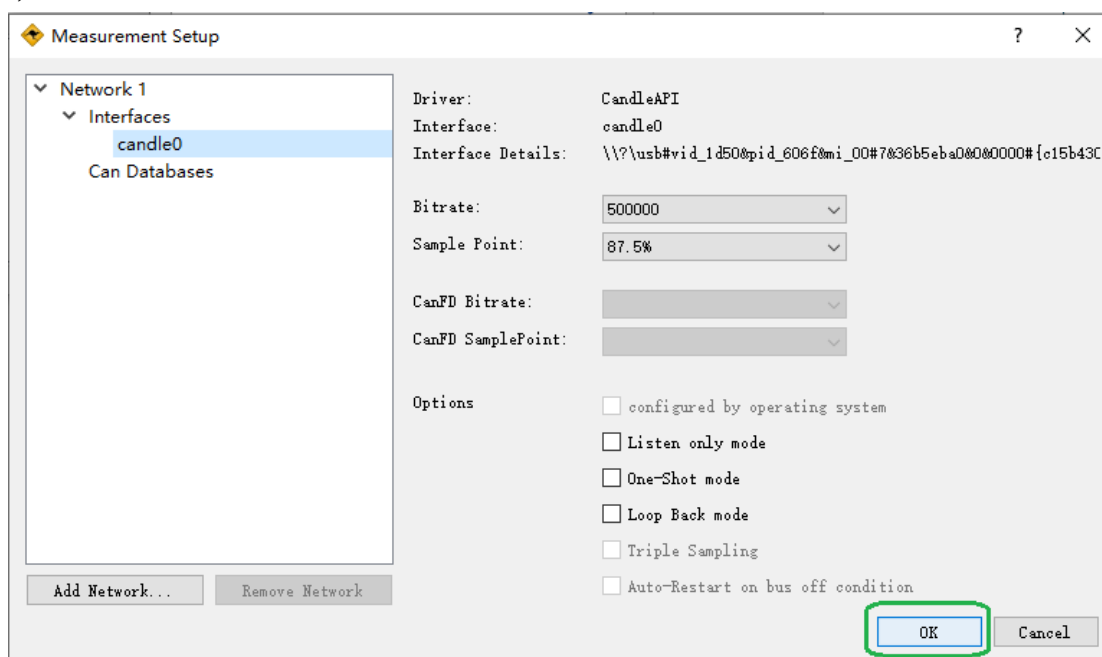 Measurement Setup ?
Network 1
Interfaces
candle0
Can Databases
Add Network...
Remove Network
Driver: CandleAPI
Interface: candle0
Interface Details: \\?\usb#vid_1d50&pid_606f&mi_00#7&36b5eba0&0&0000#{c15b430
Bitrate: 500000
Sample Point: 87.5%
CanFD Bitrate:
CanFD SamplePoint:
Options
configured by operating system
Listen only mode
One-Shot mode
Loop Back mode
Triple Sampling
Auto-Restart on bus off condition
OK
Cancel